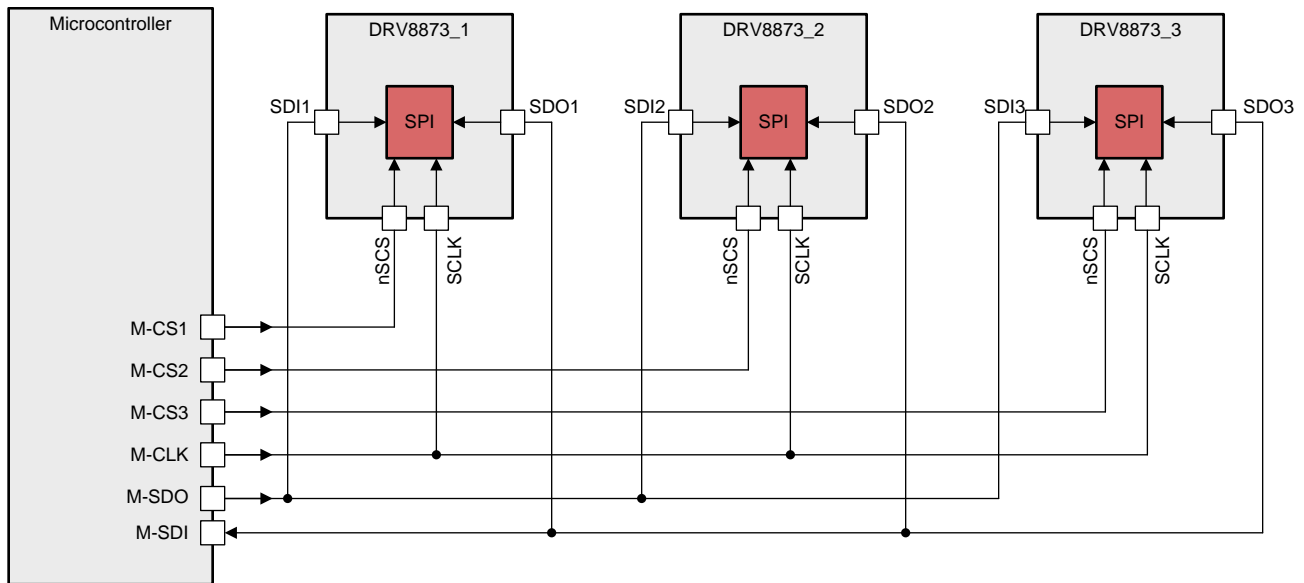 Microcontroller
DRV8873_1
DRV8873_2
DRV8873_3
SDI1
SPI
SDO1
SDI2
SPI
SDO2
SDI3
SPI
SDO3
nSCS
SCLK
nSCS
SCLK
nSCS
SCLK
M-CS1
M-CS2
M-CS3
M-CLK
M-SDO
M-SDI